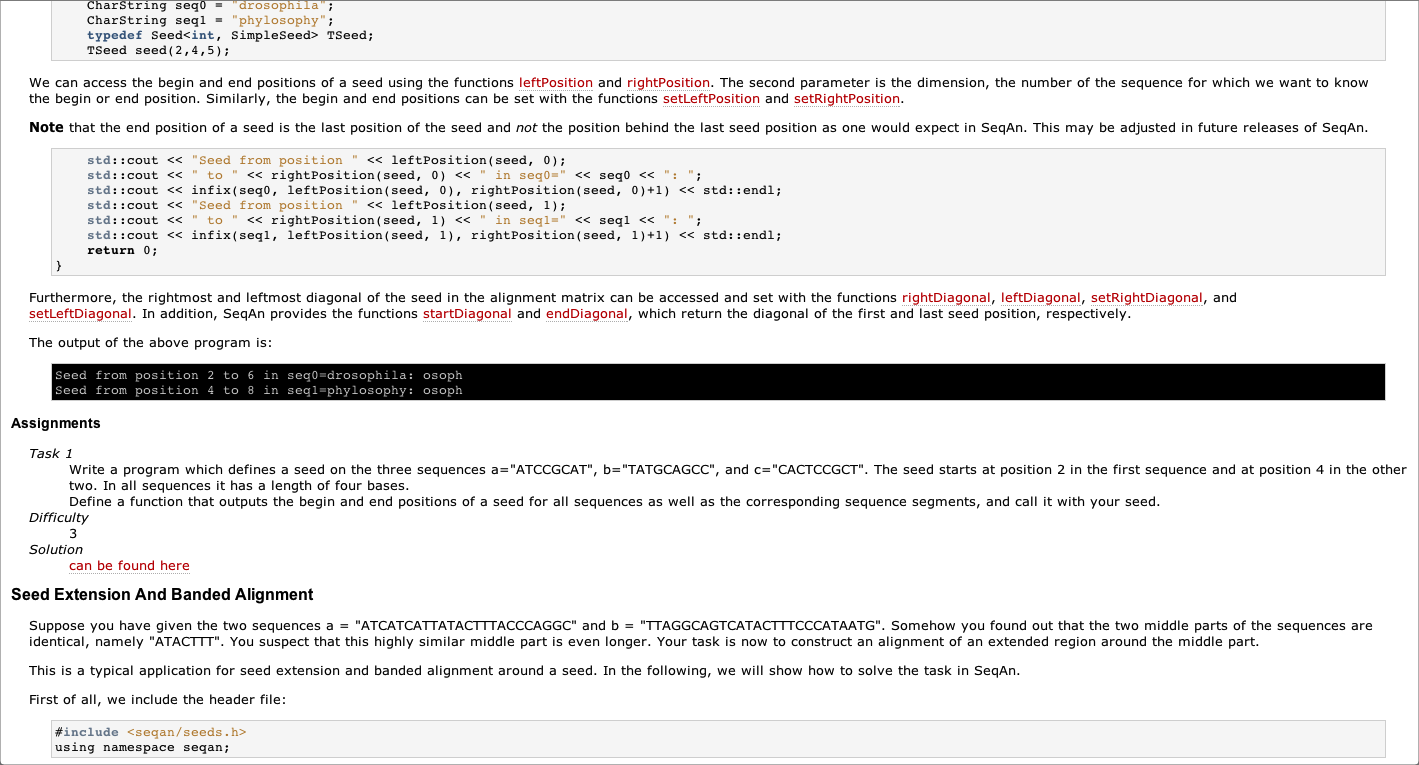 CharString seq0 = "drosophila";
CharString seq1 = "phylosophy";
typedef Seed<int, SimpleSeed> TSeed;
TSeed seed(2,4,5);
We can access the begin and end positions of a seed using the functions leftPosition and rightPosition. The second parameter is the dimension, the number of the sequence for which we want to know
the begin or end position. Similarly, the begin and end positions can be set with the functions setLeftPosition and setRightPosition.
Note that the end position of a seed is the last position of the seed and not the position behind the last seed position as one would expect in SeqAn. This may be adjusted in future releases of SeqAn.
std::cout << "Seed from position " << leftPosition(seed, 0);
std::cout << " to " << rightPosition(seed, 0) << " in seq0=" << seq0 << ": ";
std::cout << infix(seq0, leftPosition(seed, 0), rightPosition(seed, 0)+1) << std::endl;
std::cout << "Seed from position " << leftPosition(seed, 1);
std::cout << " to " << rightPosition(seed, 1) << " in seq1=" << seq1 << ": ";
std::cout << infix(seq1, leftPosition(seed, 1), rightPosition(seed, 1)+1) << std::endl;
return 0;
}
Furthermore, the rightmost and leftmost diagonal of the seed in the alignment matrix can be accessed and set with the functions rightDiagonal, leftDiagonal, setRightDiagonal, and
setLeftDiagonal. In addition, SeqAn provides the functions startDiagonal and endDiagonal, which return the diagonal of the first and last seed position, respectively.
The output of the above program is:
Seed from position 2 to 6 in seq0=drosophila: osoph
Seed from position 4 to 8 in seq1=phylosophy: osoph
Assignments
Task 1
Write a program which defines a seed on the three sequences a="ATCCGCAT", b="TATGCAGCC", and c="CACTCCGCT". The seed starts at position 2 in the first sequence and at position 4 in the other
two. In all sequences it has a length of four bases.
Define a function that outputs the begin and end positions of a seed for all sequences as well as the corresponding sequence segments, and call it with your seed.
Difficulty
3
Solution
can be found here
Seed Extension And Banded Alignment
Suppose you have given the two sequences a = "ATCATCATTATACTTTACCCAGGC" and b = "TTAGGCAGTCATACTTTCCCATAATG". Somehow you found out that the two middle parts of the sequences are
identical, namely "ATACTTT". You suspect that this highly similar middle part is even longer. Your task is now to construct an alignment of an extended region around the middle part.
This is a typical application for seed extension and banded alignment around a seed. In the following, we will show how to solve the task in SeqAn.
First of all, we include the header file:
#include <seqan/seeds.h>
using namespace seqan;